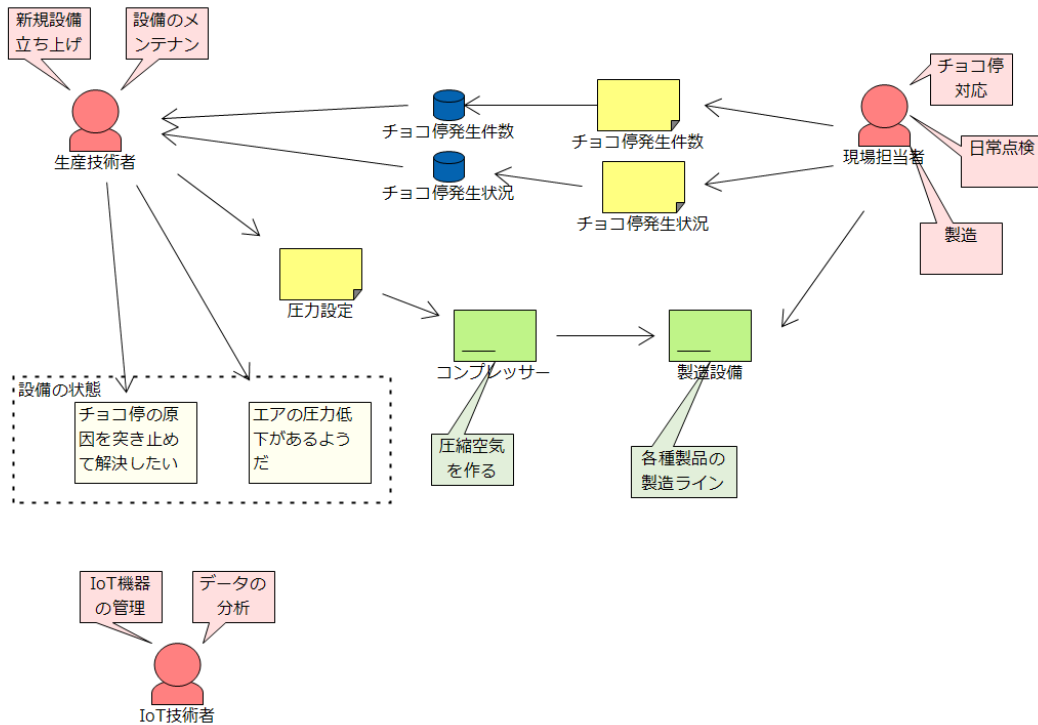 新規設備
立ち上げ
設備のメ
ンテナン
生産技術者
チョコ停発生件数
チョコ停発生件数
チョコ停
対応
日常点検
製造
現場担当者
チョコ停発生状況
チョコ停発生状況
圧力設定
コンプレッサー
製造設備
圧縮空気
を作る
各種製品の
製造ライン
設備の状態
チョコ停の原
因を突き止め
て解決したい
エアの圧力低
下があるよう
だ
IoT機器
の管理
データの
分析
IoT技術者